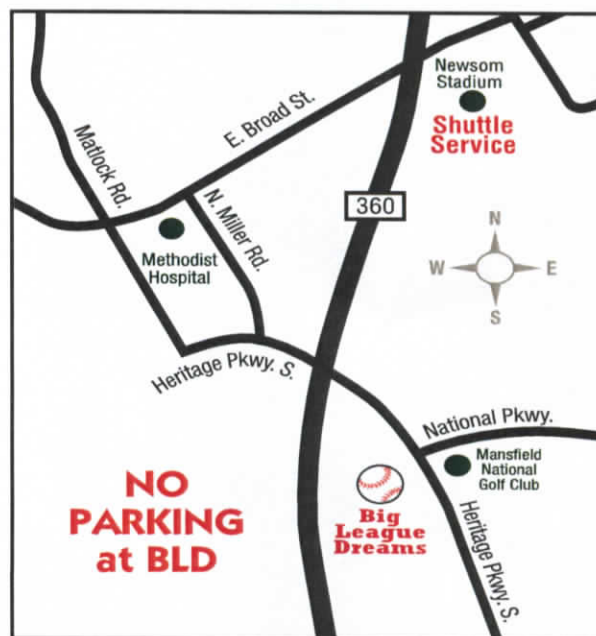 Newsom
Stadium
Shuttle
Service
E. Broad St.
Matlock Rd.
N. Miller Rd.
360
Methodist
Hospital
N
W
E
S
Heritage Pkwy. S.
National Pkwy.
Mansfield
National
Golf Club
NO
PARKING
at BLD
Big
League
Dreams
Heritage Pkwy. S.